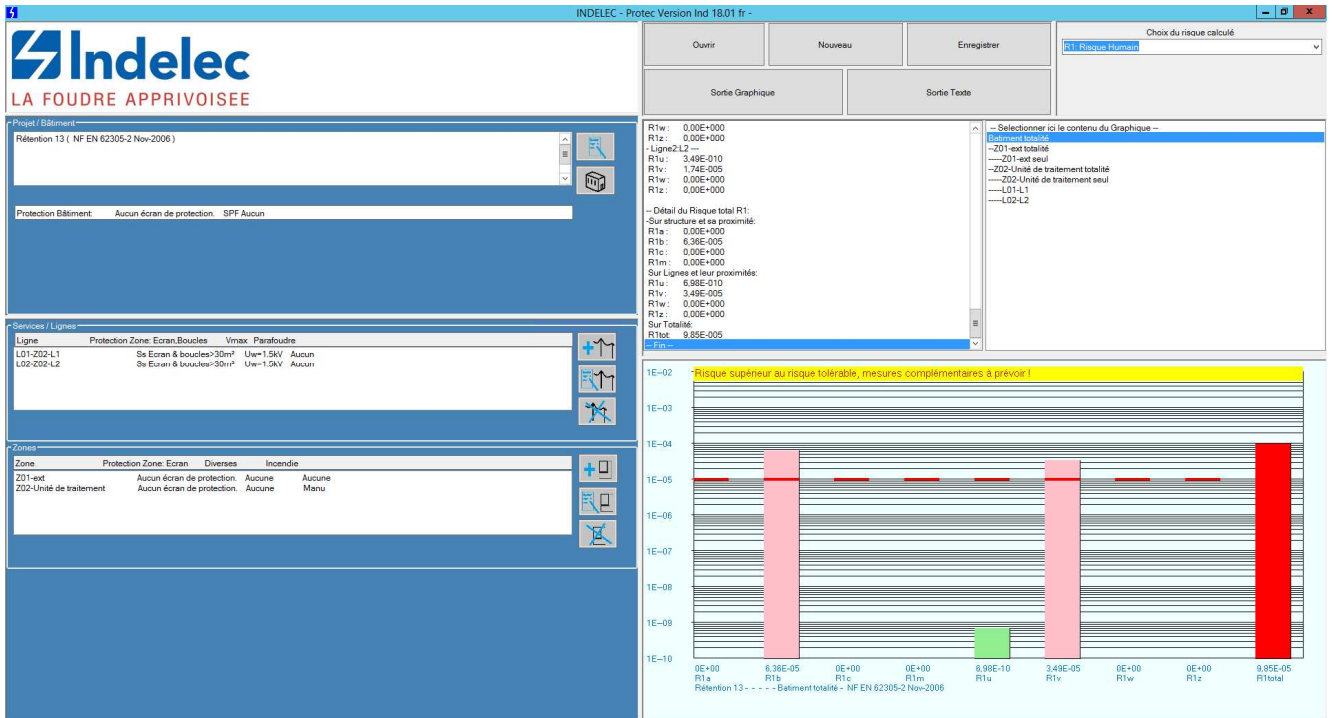 INDELEC - Protec Version Ind 18.01 fr -
Indelec
LA FOUDRE APPRIVOISEE
Ouvrir
Nouveau
Enregistrer
Sortie Graphique
Sortie Texte
Choix du risque calculé
R1: Risque Humain
Projet / Bâtiment
Rétention 13 ( NF EN 62305-2 Nov-2006 )
Protection Bâtiment: Aucun écran de protection. SPF Aucun
Services / Lignes
Ligne Protection Zone: Ecran,Boucles Vmax Parafoudre
L01-Z02-L1 Ss Ecran & boucles>30m² Uw=1.5kV Aucun
L02-Z02-L2 Ss Ecran & boucles>30m² Uw=1.5kV Aucun
Zones
Zone Protection Zone: Ecran Diverses Incendie
Z01-ext Aucun écran de protection. Aucune Aucune
Z02-Unité de traitement Aucun écran de protection. Aucune Manu
R1w : 0,00E+000
R1z : 0,00E+000
- Ligne2:L2 ---
R1u : 3,49E-010
R1v : 1,74E-005
R1w : 0,00E+000
R1z : 0,00E+000
-- Détail du Risque total R1:
-Sur structure et sa proximité:
R1a : 0,00E+000
R1b : 6,36E-005
R1c : 0,00E+000
R1m : 0,00E+000
Sur Lignes et leur proximités:
R1u : 6,98E-010
R1v : 3,49E-005
R1w : 0,00E+000
R1z : 0,00E+000
Sur Totalité:
R1tot: 9,85E-005
-- Fin --
-- Selectionner ici le contenu du Graphique --
Batiment totalité
--Z01-ext totalité
-----Z01-ext seul
--Z02-Unité de traitement totalité
-----Z02-Unité de traitement seul
-----L01-L1
-----L02-L2
Risque supérieur au risque tolérable, mesures complémentaires à prévoir !
1E-02
1E-03
1E-04
1E-05
1E-06
1E-07
1E-08
1E-09
1E-10
0E+00 6,36E-05 0E+00 0E+00 6,98E-10 3,49E-05 0E+00 0E+00 9,85E-05
R1a R1b R1c R1m R1u R1v R1w R1z R1total
Rétention 13 - - - - - Batiment totalité - NF EN 62305-2 Nov-2006